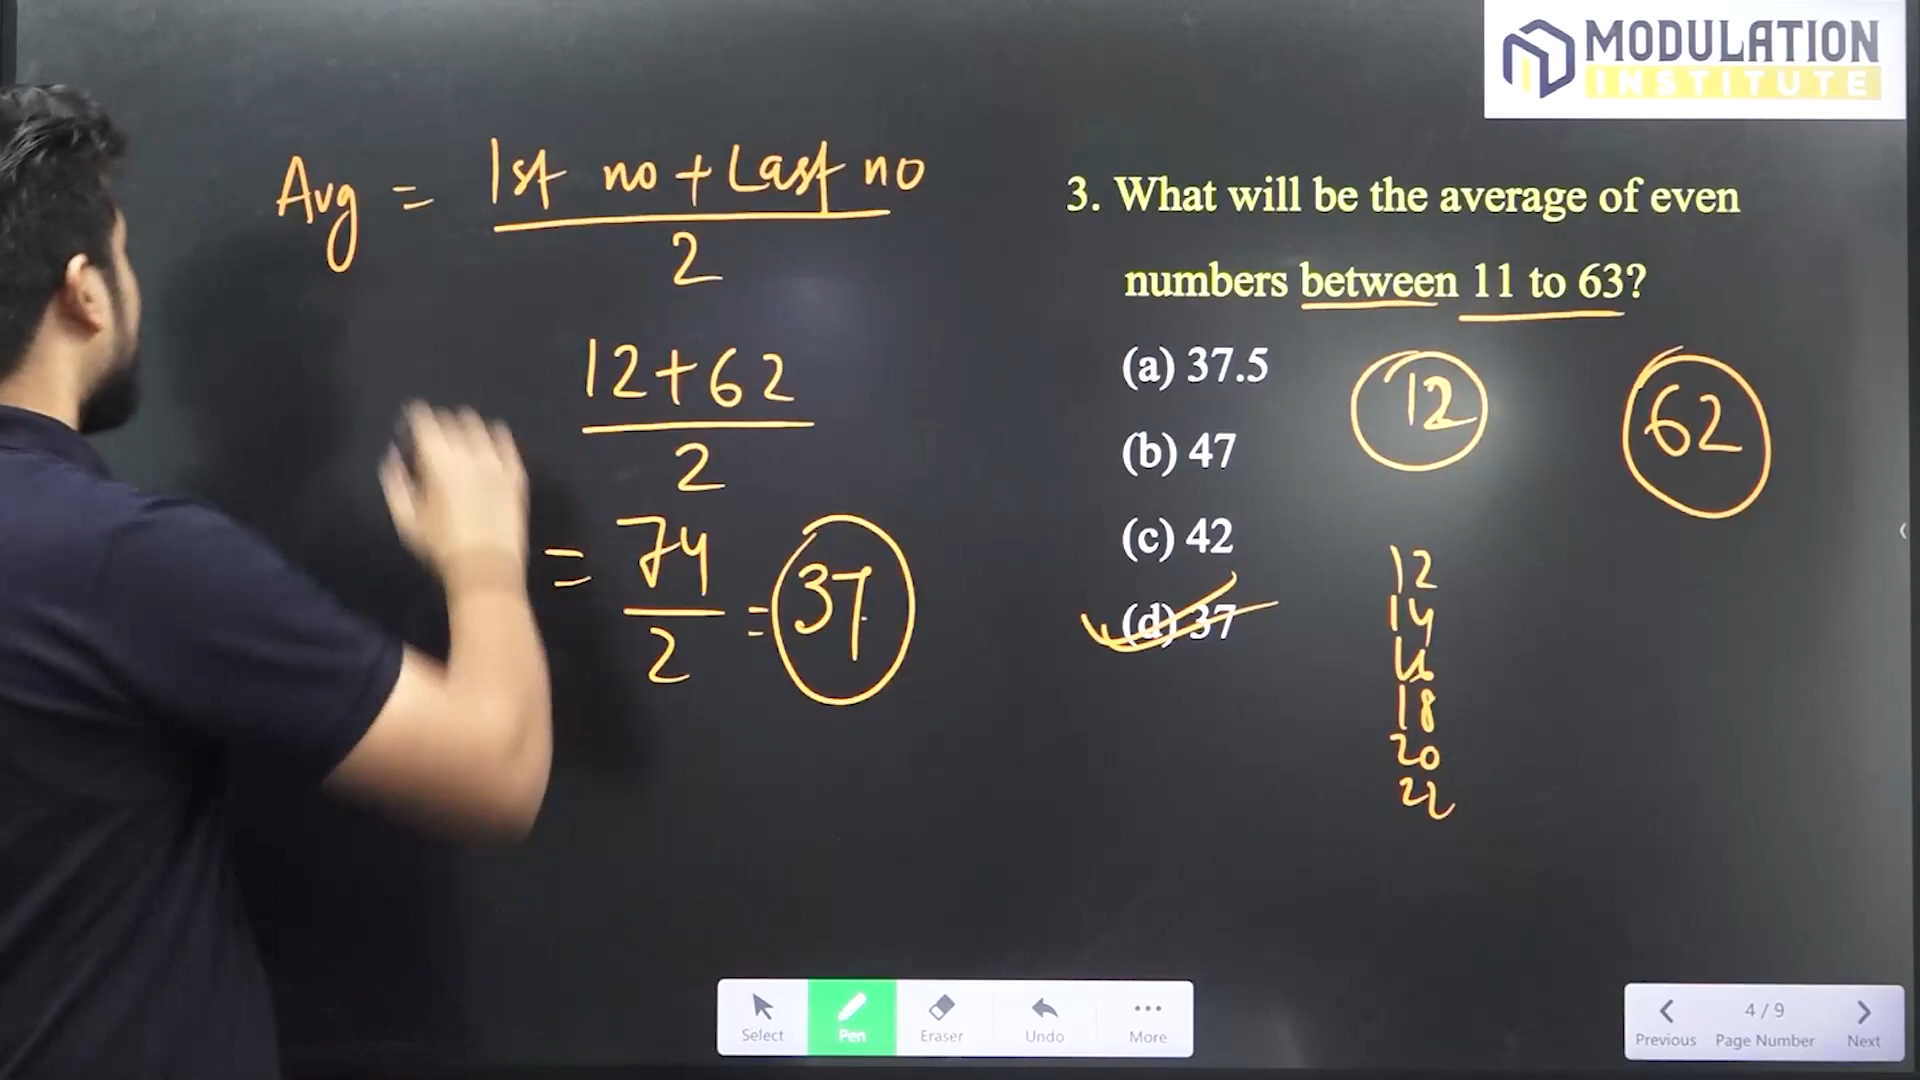 MODULATION
INSTITUTE
Avg = 1st no + Last no
2
12+62
2
= 74
2
= 37
3. What will be the average of even
numbers between 11 to 63?
(a) 37.5
(b) 47
(c) 42
(d) 37
12
62
12
14
16
18
20
22
Select
Pen
Eraser
Undo
More
Previous
4 / 9
Page Number
Next